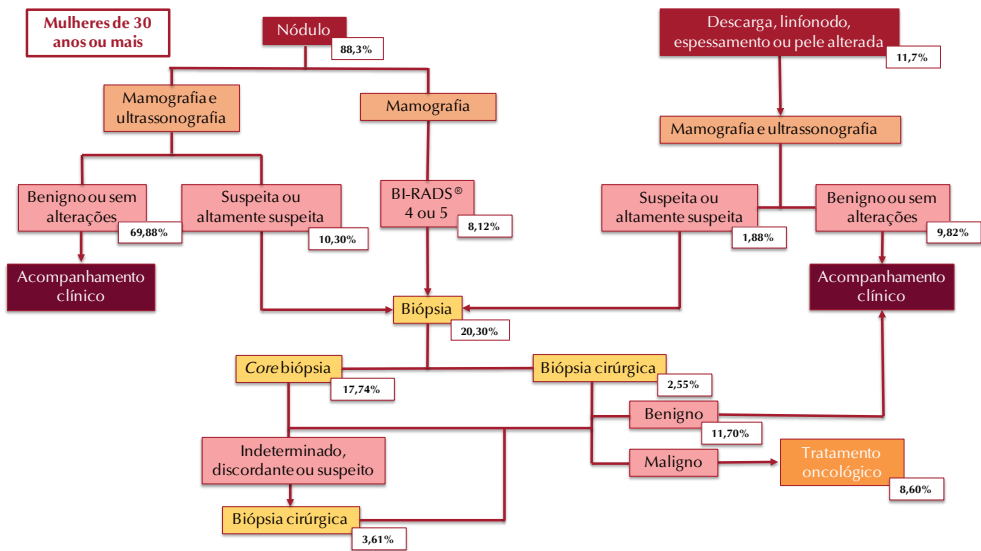 Mulheres de 30
anos ou mais
Nódulo
88,3%
Descarga, linfonodo,
espessamento ou pele alterada
11,7%
Mamografia e
ultrassonografia
Mamografia
Mamografia e ultrassonografia
Benigno ou sem
alterações
69,88%
Suspeita ou
altamente suspeita
10,30%
BI-RADS®
4 ou 5
8,12%
Suspeita ou
altamente suspeita
1,88%
Benigno ou sem
alterações
9,82%
Acompanhamento
clínico
Acompanhamento
clínico
Biópsia
20,30%
Core biópsia
17,74%
Biópsia cirúrgica
2,55%
Benigno
11,70%
Indeterminado,
discordante ou suspeito
Maligno
Tratamento
oncológico
8,60%
Biópsia cirúrgica
3,61%